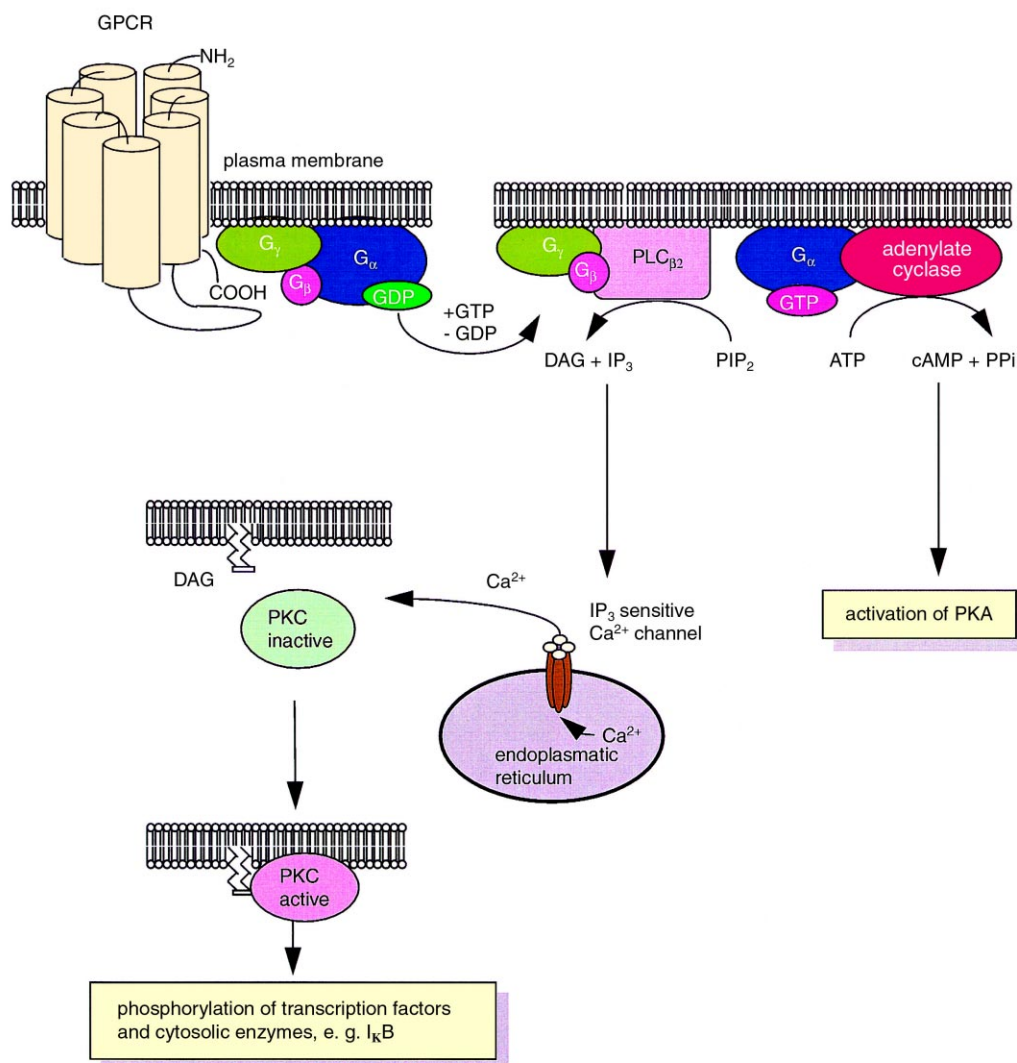 GPCR
NH2
plasma membrane
Gγ
Gβ
Gα
GDP
COOH
+GTP
- GDP
Gγ
Gβ
PLCβ2
Gα
GTP
adenylate
cyclase
DAG + IP3
PIP2
ATP
cAMP + PPi
DAG
PKC
inactive
Ca2+
IP3 sensitive
Ca2+ channel
Ca2+
endoplasmatic
reticulum
activation of PKA
PKC
active
phosphorylation of transcription factors
and cytosolic enzymes, e. g. IκB